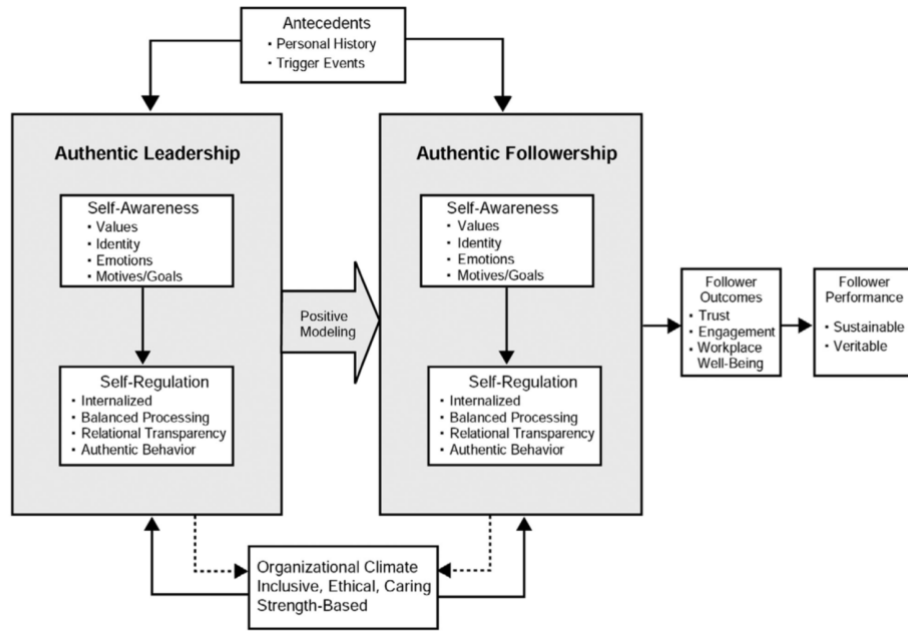 Antecedents
• Personal History
• Trigger Events
Authentic Leadership
Self-Awareness
• Values
• Identity
• Emotions
• Motives/Goals
Self-Regulation
• Internalized
• Balanced Processing
• Relational Transparency
• Authentic Behavior
Positive
Modeling
Authentic Followership
Self-Awareness
• Values
• Identity
• Emotions
• Motives/Goals
Self-Regulation
• Internalized
• Balanced Processing
• Relational Transparency
• Authentic Behavior
Follower
Outcomes
• Trust
• Engagement
• Workplace
Well-Being
Follower
Performance
• Sustainable
• Veritable
Organizational Climate
Inclusive, Ethical, Caring
Strength-Based